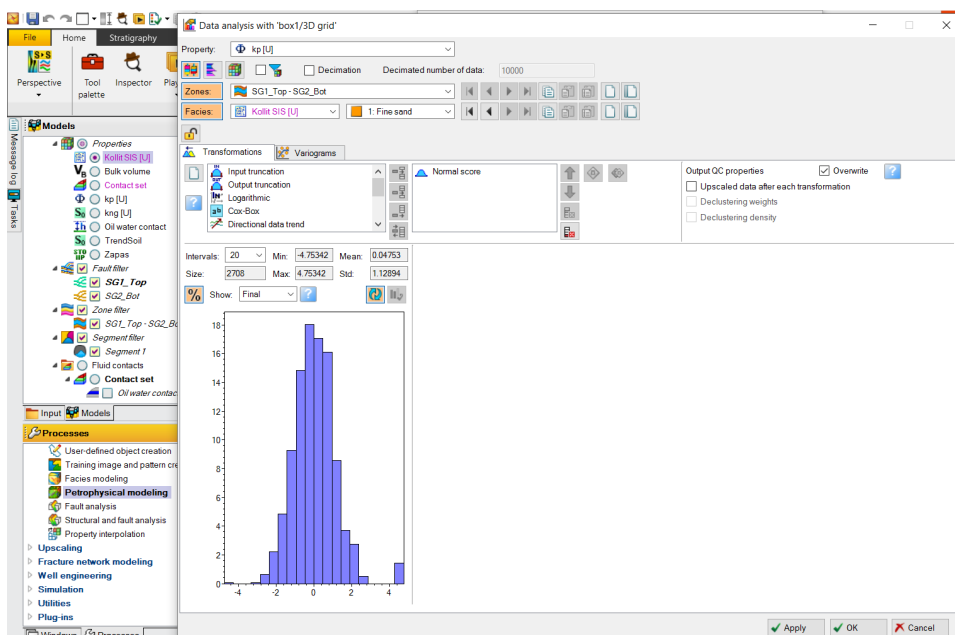 Data analysis with 'box1/3D grid'
File Home Stratigraphy
Perspective
Tool palette
Inspector
Property: kp [U]
Decimation Decimated number of data: 10000
Zones: SG1_Top - SG2_Bot
Facies: Kollit SIS [U] 1: Fine sand
Transformations Variograms
Message log
Tasks
Models
Properties
Kollit SIS [U]
Bulk volume
Contact set
kp [U]
kng [U]
Oil water contact
TrendSoil
Zapas
Fault filter
SG1_Top
SG2_Bot
Zone filter
SG1_Top - SG2_Bo
Segment filter
Segment 1
Fluid contacts
Contact set
Oil water contac
Input Models
Processes
User-defined object creation
Training image and pattern cre
Facies modeling
Petrophysical modeling
Fault analysis
Structural and fault analysis
Property interpolation
Upscaling
Fracture network modeling
Well engineering
Simulation
Utilities
Plug-ins
Windows Processes
Input truncation
Output truncation
Logarithmic
Cox-Box
Directional data trend
Normal score
Output QC properties Overwrite
Upscaled data after each transformation
Declustering weights
Declustering density
Intervals: 20 Min: -4.75342 Mean: 0.04753
Size: 2708 Max: 4.75342 Std: 1.12894
% Show: Final
18
16
14
12
10
8
6
4
2
0
-4 -2 0 2 4
Apply OK Cancel